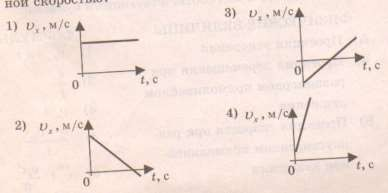 ной скоростью.
1) υₓ, м/с
0
t, с
2) υₓ, м/с
0
t, с
3) υₓ, м/с
0
t, с
4) υₓ, м/с
0
t, с